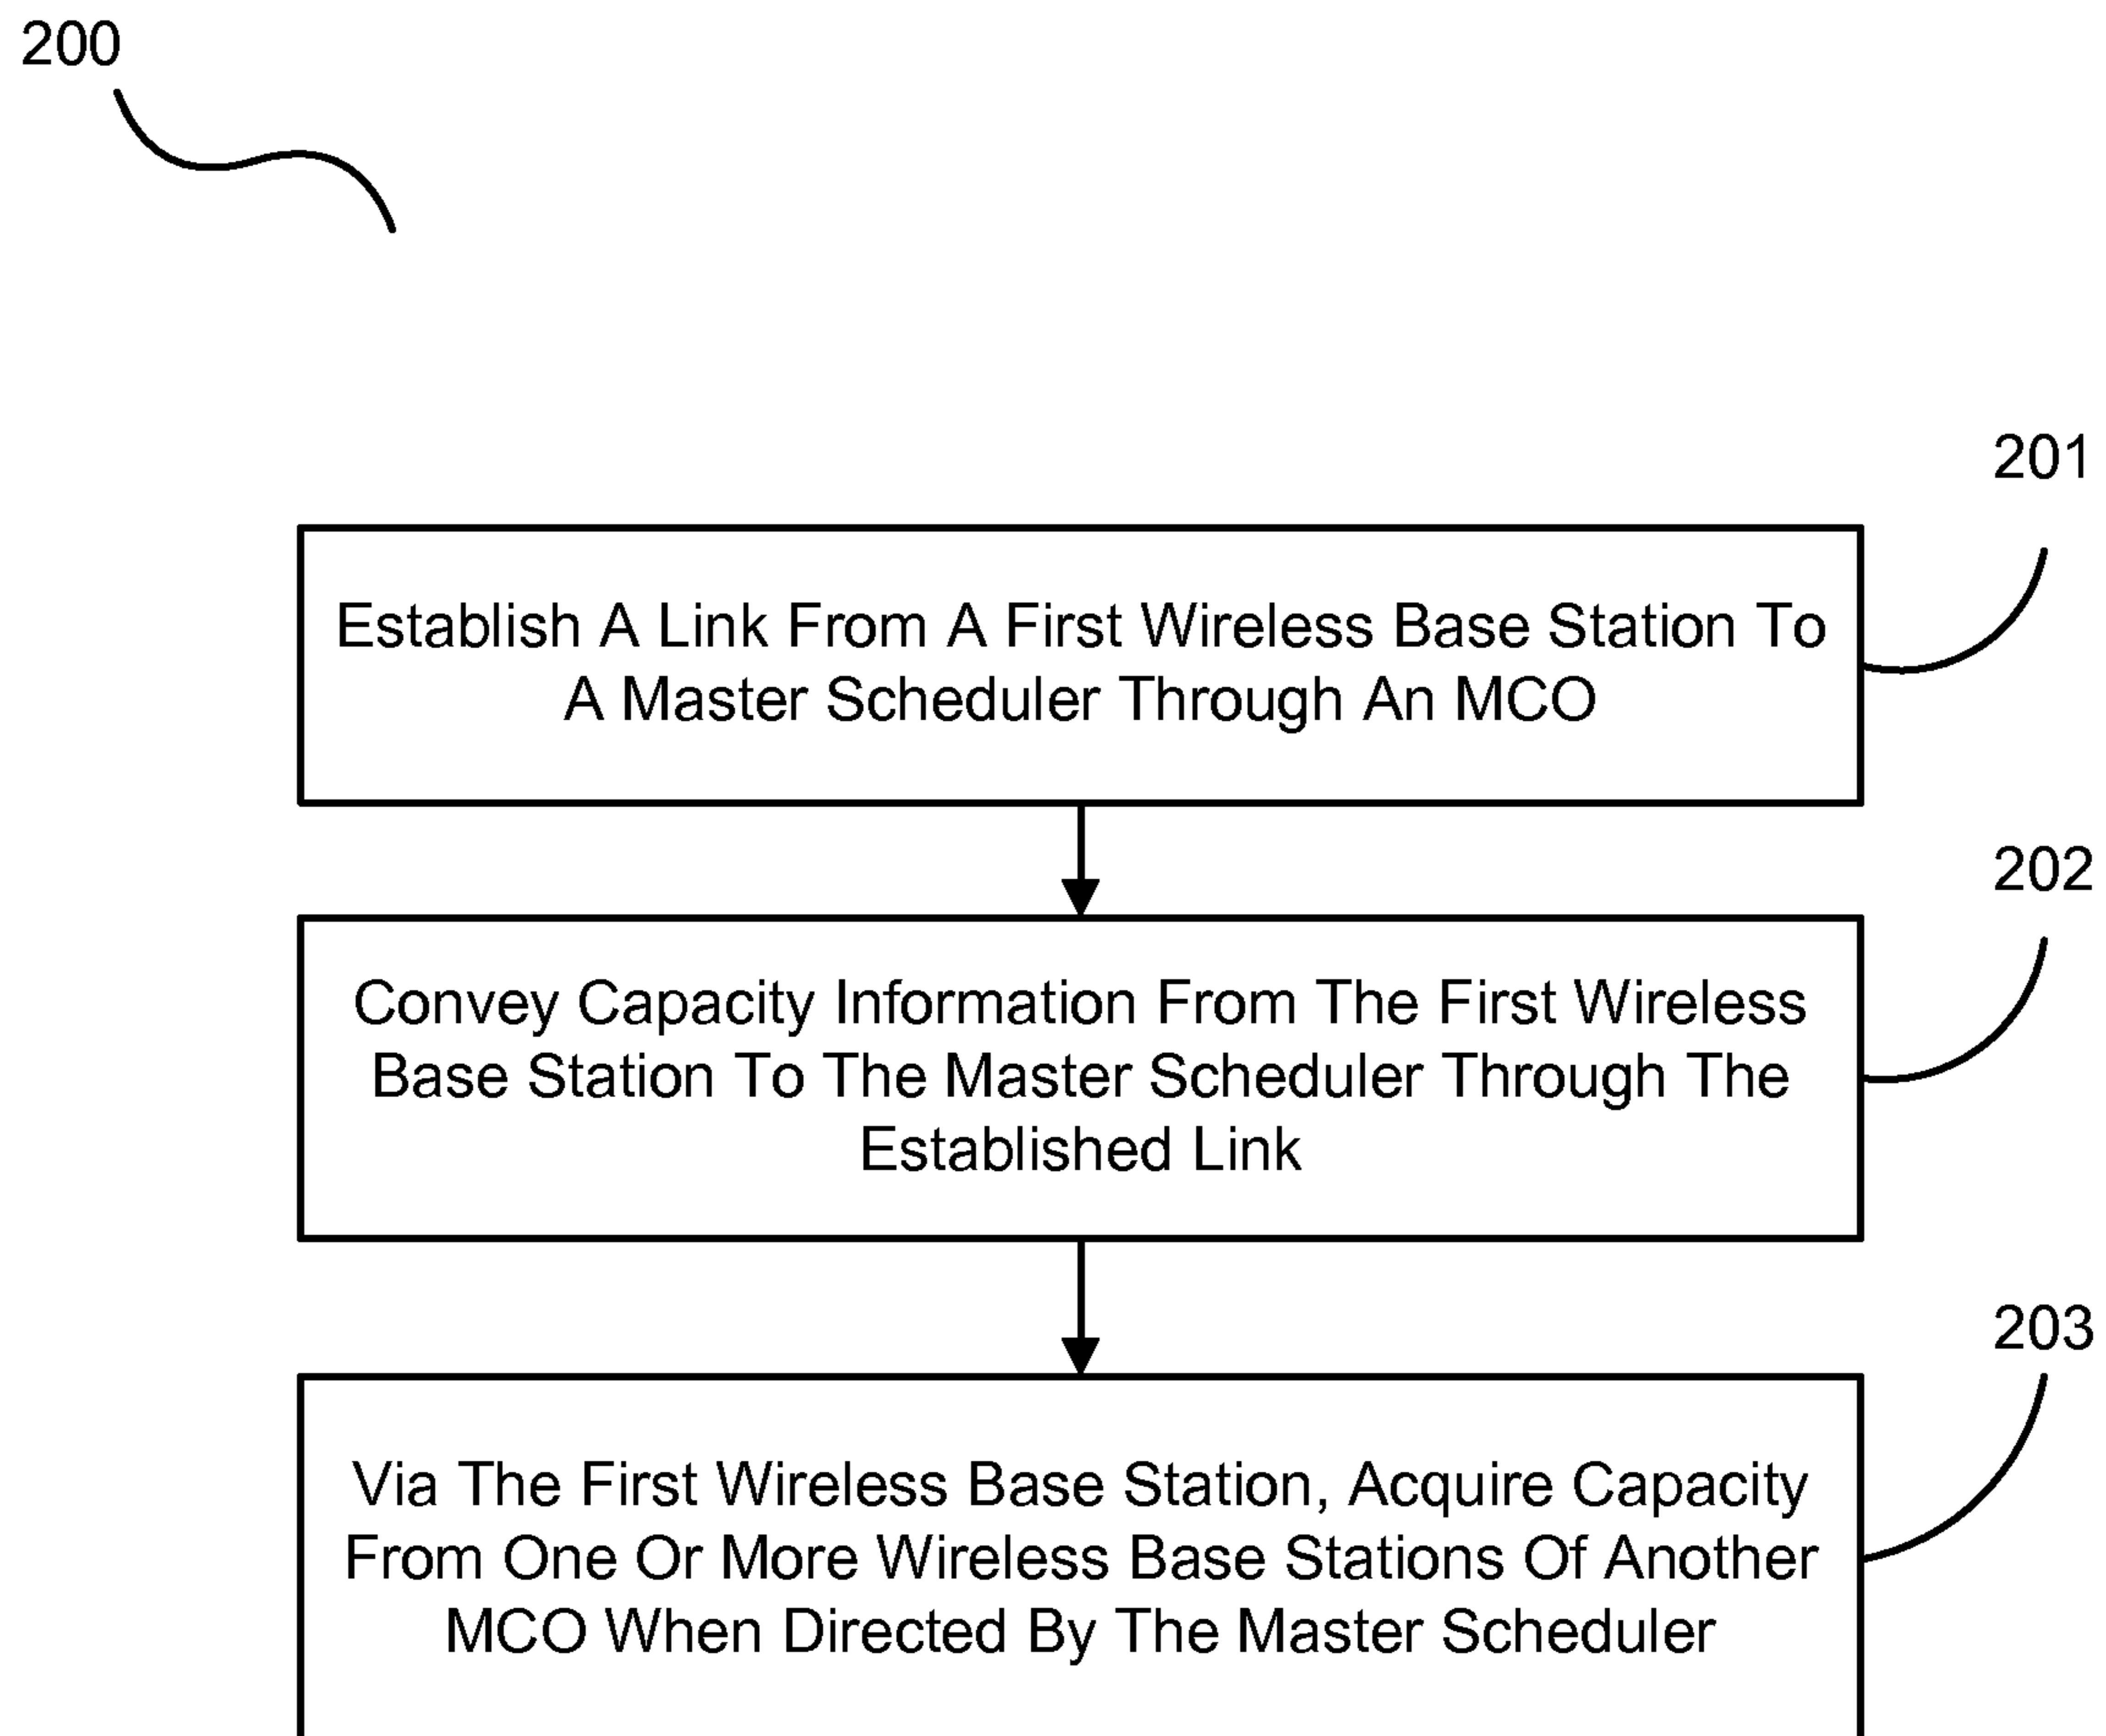 200
201
Establish A Link From A First Wireless Base Station To
A Master Scheduler Through An MCO
202
Convey Capacity Information From The First Wireless
Base Station To The Master Scheduler Through The
Established Link
203
Via The First Wireless Base Station, Acquire Capacity
From One Or More Wireless Base Stations Of Another
MCO When Directed By The Master Scheduler